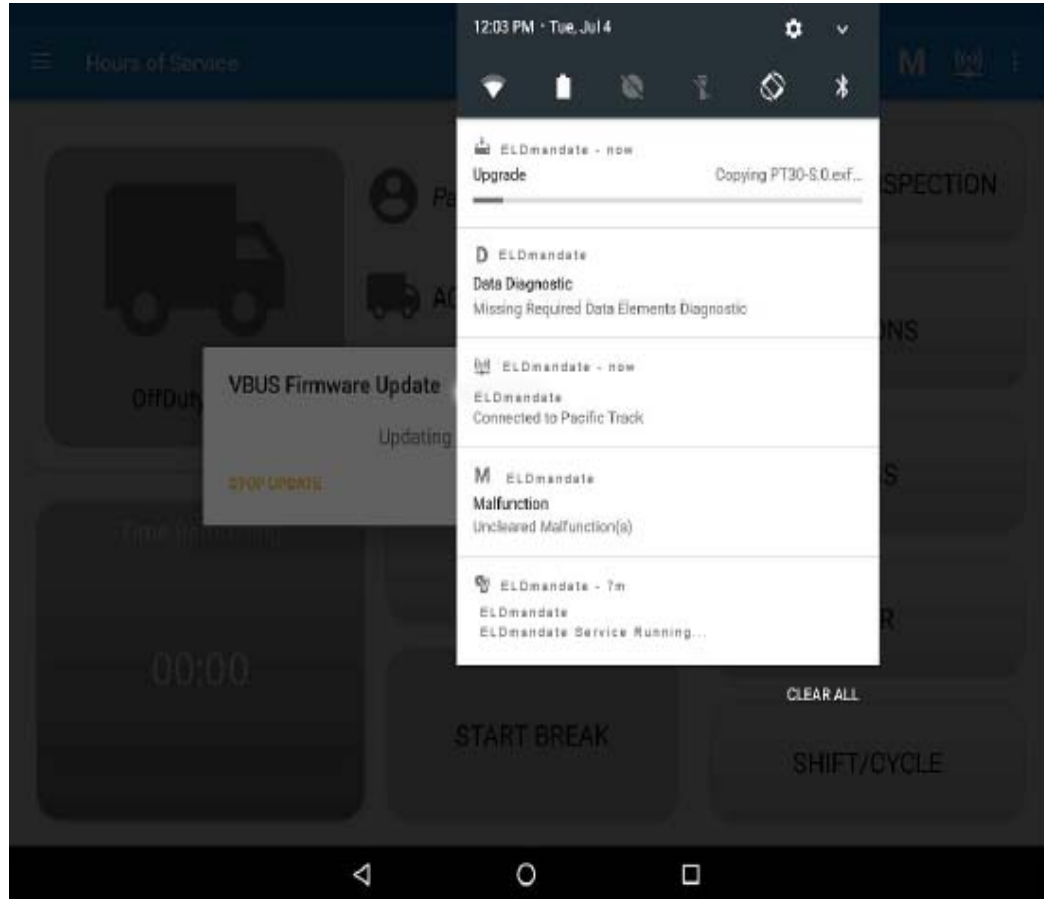 12:03 PM · Tue, Jul 4
Hours of Service
M
ELDmandate - now
Upgrade Copying PT30-S.0.exf...
SPECTION
Pa
D ELDmandate
Data Diagnostic
Missing Required Data Elements Diagnostic
AC
ONS
ELDmandate - now
ELDmandate
Connected to Pacific Track
VBUS Firmware Update
OffDuty
Updating
STOP UPDATE
M ELDmandate
Malfunction
Uncleared Malfunction(s)
S
ELDmandate - 7m
ELDmandate
ELDmandate Service Running...
R
00:00
CLEAR ALL
START BREAK
SHIFT/CYCLE